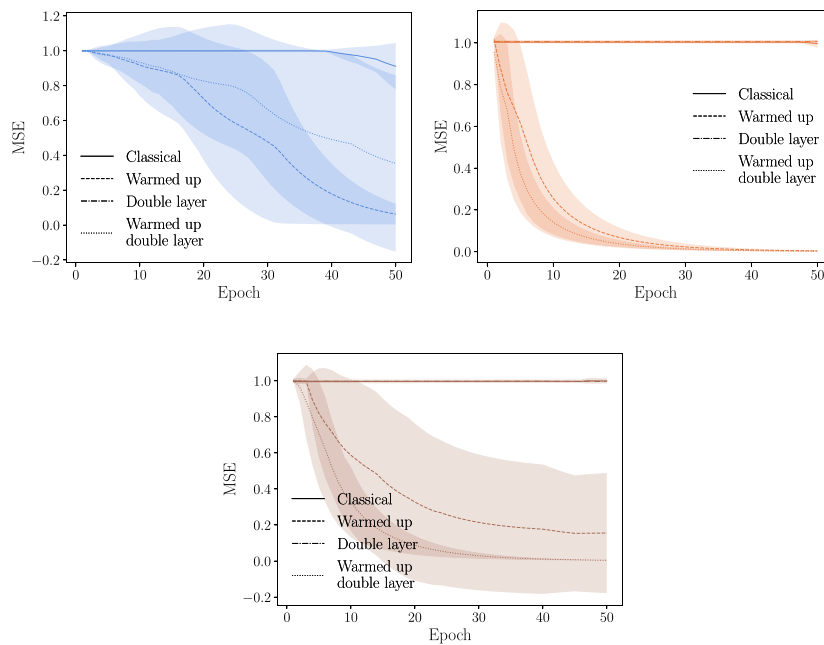 1.2
1.0
0.8
0.6
0.4
0.2
0.0
−0.2
MSE
Classical
Warmed up
Double layer
Warmed up
double layer
0
10
20
30
40
50
Epoch
1.0
0.8
0.6
0.4
0.2
0.0
MSE
Classical
Warmed up
Double layer
Warmed up
double layer
0
10
20
30
40
50
Epoch
1.0
0.8
0.6
0.4
0.2
0.0
−0.2
MSE
Classical
Warmed up
Double layer
Warmed up
double layer
0
10
20
30
40
50
Epoch